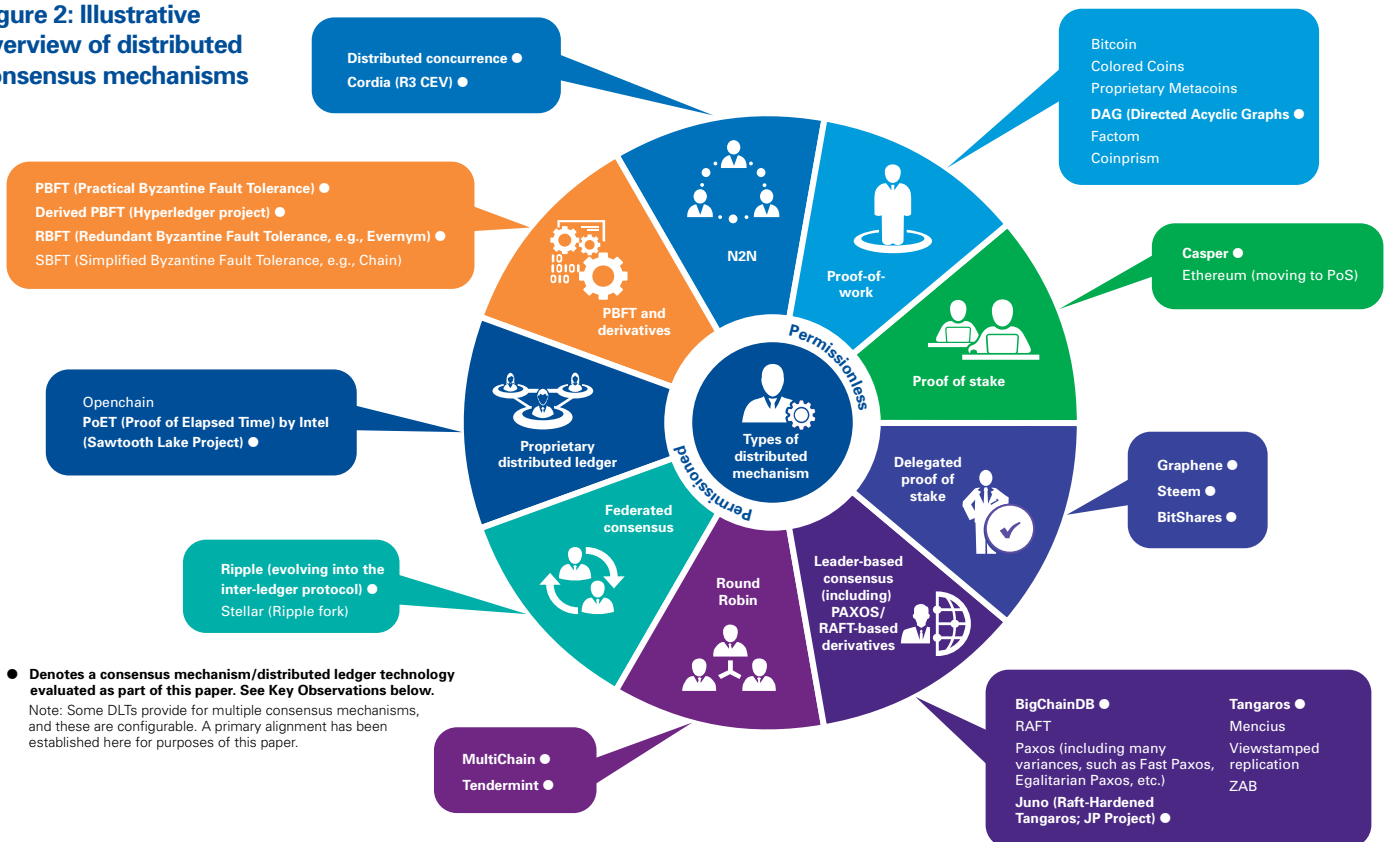 gure 2: Illustrative
verview of distributed
onsensus mechanisms
Distributed concurrence ●
Cordia (R3 CEV) ●
Bitcoin
Colored Coins
Proprietary Metacoins
DAG (Directed Acyclic Graphs ●
Factom
Coinprism
PBFT (Practical Byzantine Fault Tolerance) ●
Derived PBFT (Hyperledger project) ●
RBFT (Redundant Byzantine Fault Tolerance, e.g., Evernym) ●
SBFT (Simplified Byzantine Fault Tolerance, e.g., Chain)
Casper ●
Ethereum (moving to PoS)
N2N
Proof-of-
work
IO
IOIOI
OIO
PBFT and
derivatives
Proof of stake
Permissionless
Types of
distributed
mechanism
Permissioned
Openchain
PoET (Proof of Elapsed Time) by Intel
(Sawtooth Lake Project) ●
Proprietary
distributed ledger
Delegated
proof of
stake
Graphene ●
Steem ●
BitShares ●
Federated
consensus
Ripple (evolving into the
inter-ledger protocol) ●
Stellar (Ripple fork)
Round
Robin
Leader-based
consensus
(including)
PAXOS/
RAFT-based
derivatives
● Denotes a consensus mechanism/distributed ledger technology
evaluated as part of this paper. See Key Observations below.
Note: Some DLTs provide for multiple consensus mechanisms,
and these are configurable. A primary alignment has been
established here for purposes of this paper.
MultiChain ●
Tendermint ●
BigChainDB ●
RAFT
Paxos (including many
variances, such as Fast Paxos,
Egalitarian Paxos, etc.)
Juno (Raft-Hardened
Tangaros; JP Project) ●
Tangaros ●
Mencius
Viewstamped
replication
ZAB